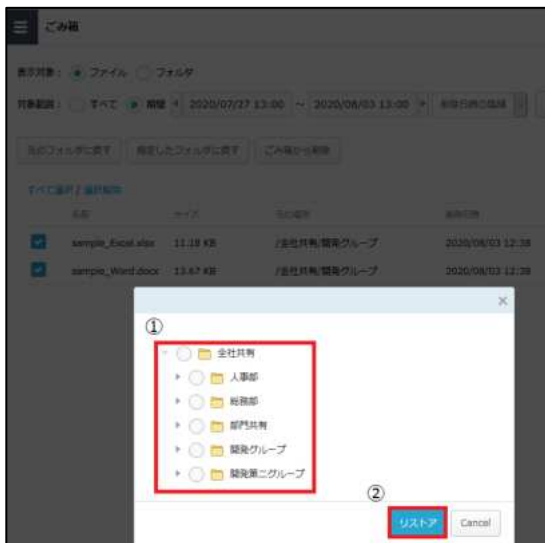 ごみ箱
表示対象： ファイル フォルダ
対象範囲： すべて 期間 2020/07/27 13:00 ～ 2020/08/03 13:00 削除日時の降順
元のフォルダに戻す 指定したフォルダに戻す ごみ箱から削除
すべて選択 / 選択解除
名前 サイズ 元の場所 削除日時
sample_Excel.xlsx 11.18 KB /全社共有/開発グループ 2020/08/03 12:38
sample_Word.docx 13.67 KB /全社共有/開発グループ 2020/08/03 12:38
×
①
全社共有
人事部
総務部
部門共有
開発グループ
開発第二グループ
②
リストア Cancel